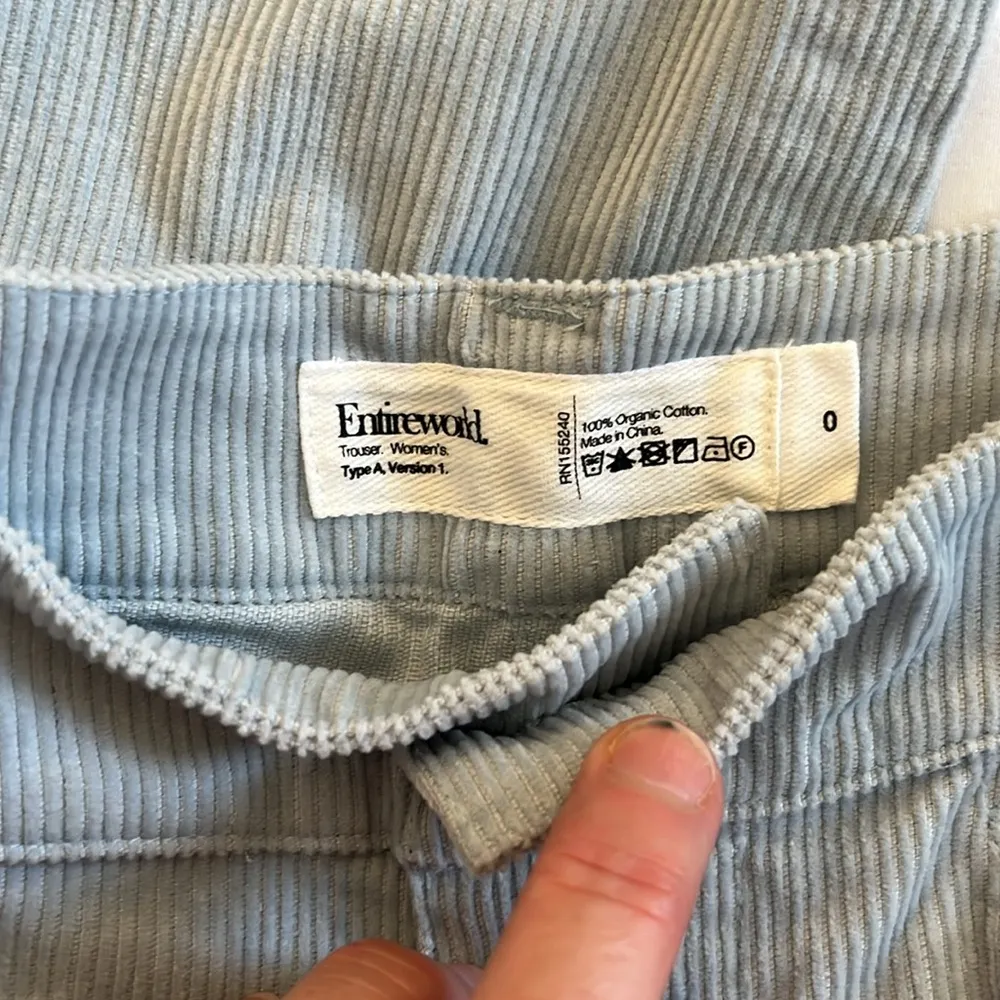 Entireworld.
Trouser. Women's.
Type A, Version 1.
RN155240
100% Organic Cotton.
Made in China.
F
0